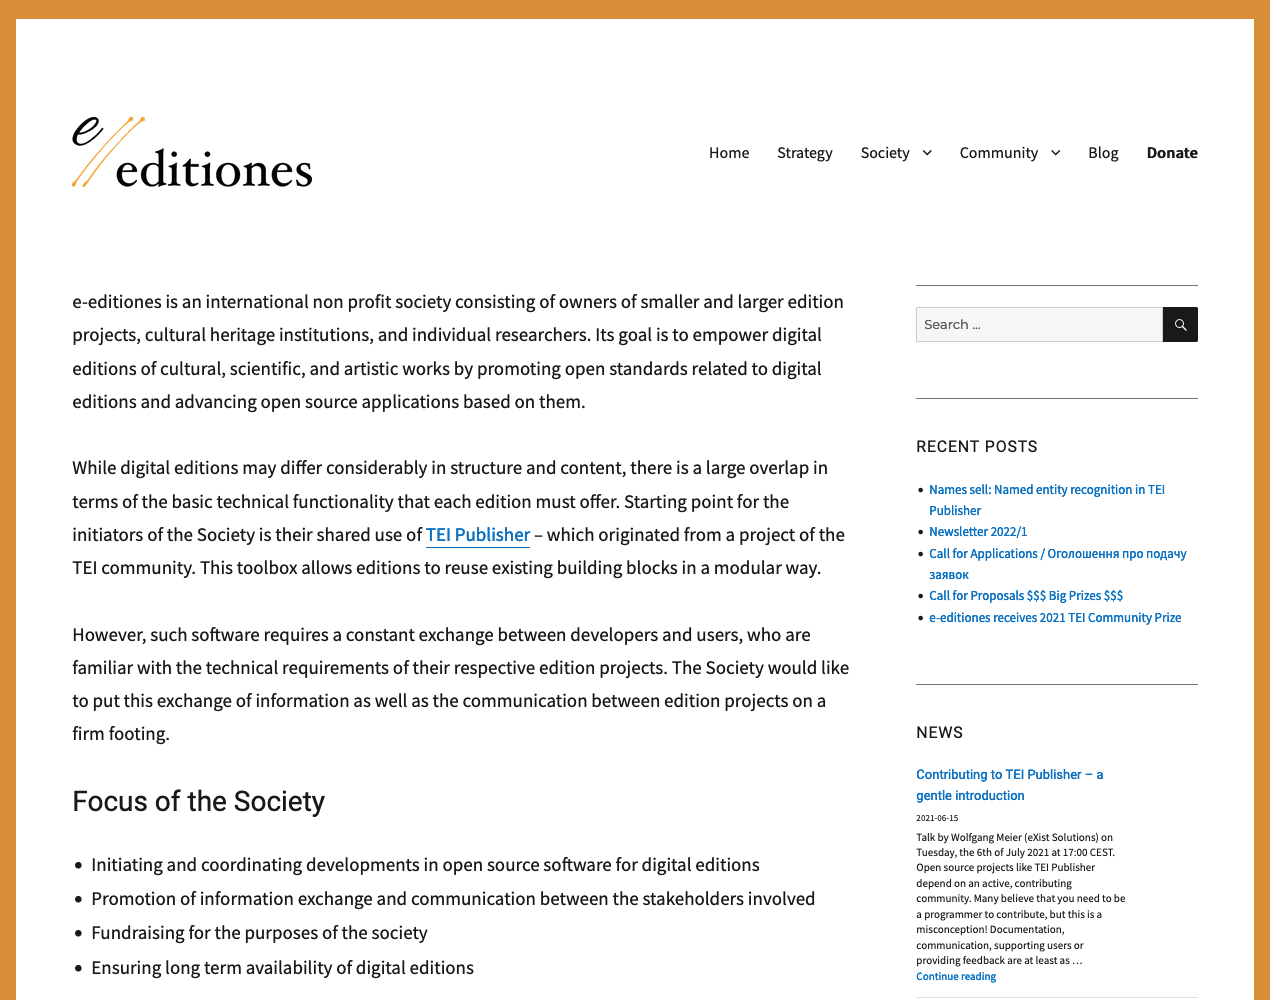 e
editiones
Home Strategy Society Community Blog Donate
e-editiones is an international non profit society consisting of owners of smaller and larger edition
projects, cultural heritage institutions, and individual researchers. Its goal is to empower digital
editions of cultural, scientific, and artistic works by promoting open standards related to digital
editions and advancing open source applications based on them.
While digital editions may differ considerably in structure and content, there is a large overlap in
terms of the basic technical functionality that each edition must offer. Starting point for the
initiators of the Society is their shared use of TEI Publisher – which originated from a project of the
TEI community. This toolbox allows editions to reuse existing building blocks in a modular way.
However, such software requires a constant exchange between developers and users, who are
familiar with the technical requirements of their respective edition projects. The Society would like
to put this exchange of information as well as the communication between edition projects on a
firm footing.
Focus of the Society
• Initiating and coordinating developments in open source software for digital editions
• Promotion of information exchange and communication between the stakeholders involved
• Fundraising for the purposes of the society
• Ensuring long term availability of digital editions
Search …
RECENT POSTS
• Names sell: Named entity recognition in TEI
Publisher
• Newsletter 2022/1
• Call for Applications / Оголошення про подачу
заявок
• Call for Proposals $$$ Big Prizes $$$
• e-editiones receives 2021 TEI Community Prize
NEWS
Contributing to TEI Publisher – a
gentle introduction
2021-06-15
Talk by Wolfgang Meier (eXist Solutions) on
Tuesday, the 6th of July 2021 at 17:00 CEST.
Open source projects like TEI Publisher
depend on an active, contributing
community. Many believe that you need to be
a programmer to contribute, but this is a
misconception! Documentation,
communication, supporting users or
providing feedback are at least as …
Continue reading